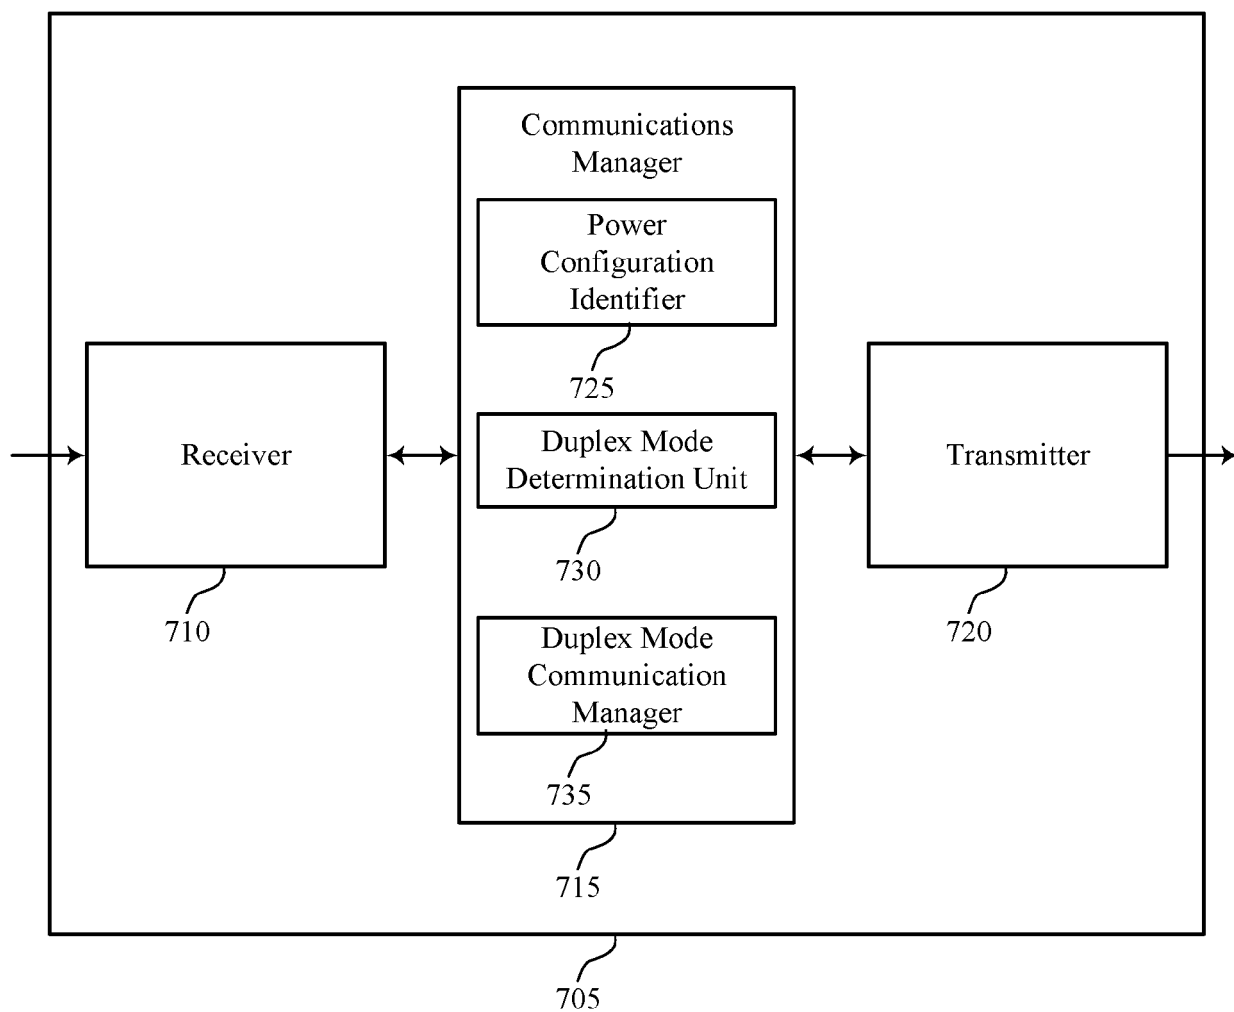 Communications
Manager
Power
Configuration
Identifier
725
Receiver
710
Duplex Mode
Determination Unit
730
Transmitter
720
Duplex Mode
Communication
Manager
735
715
705